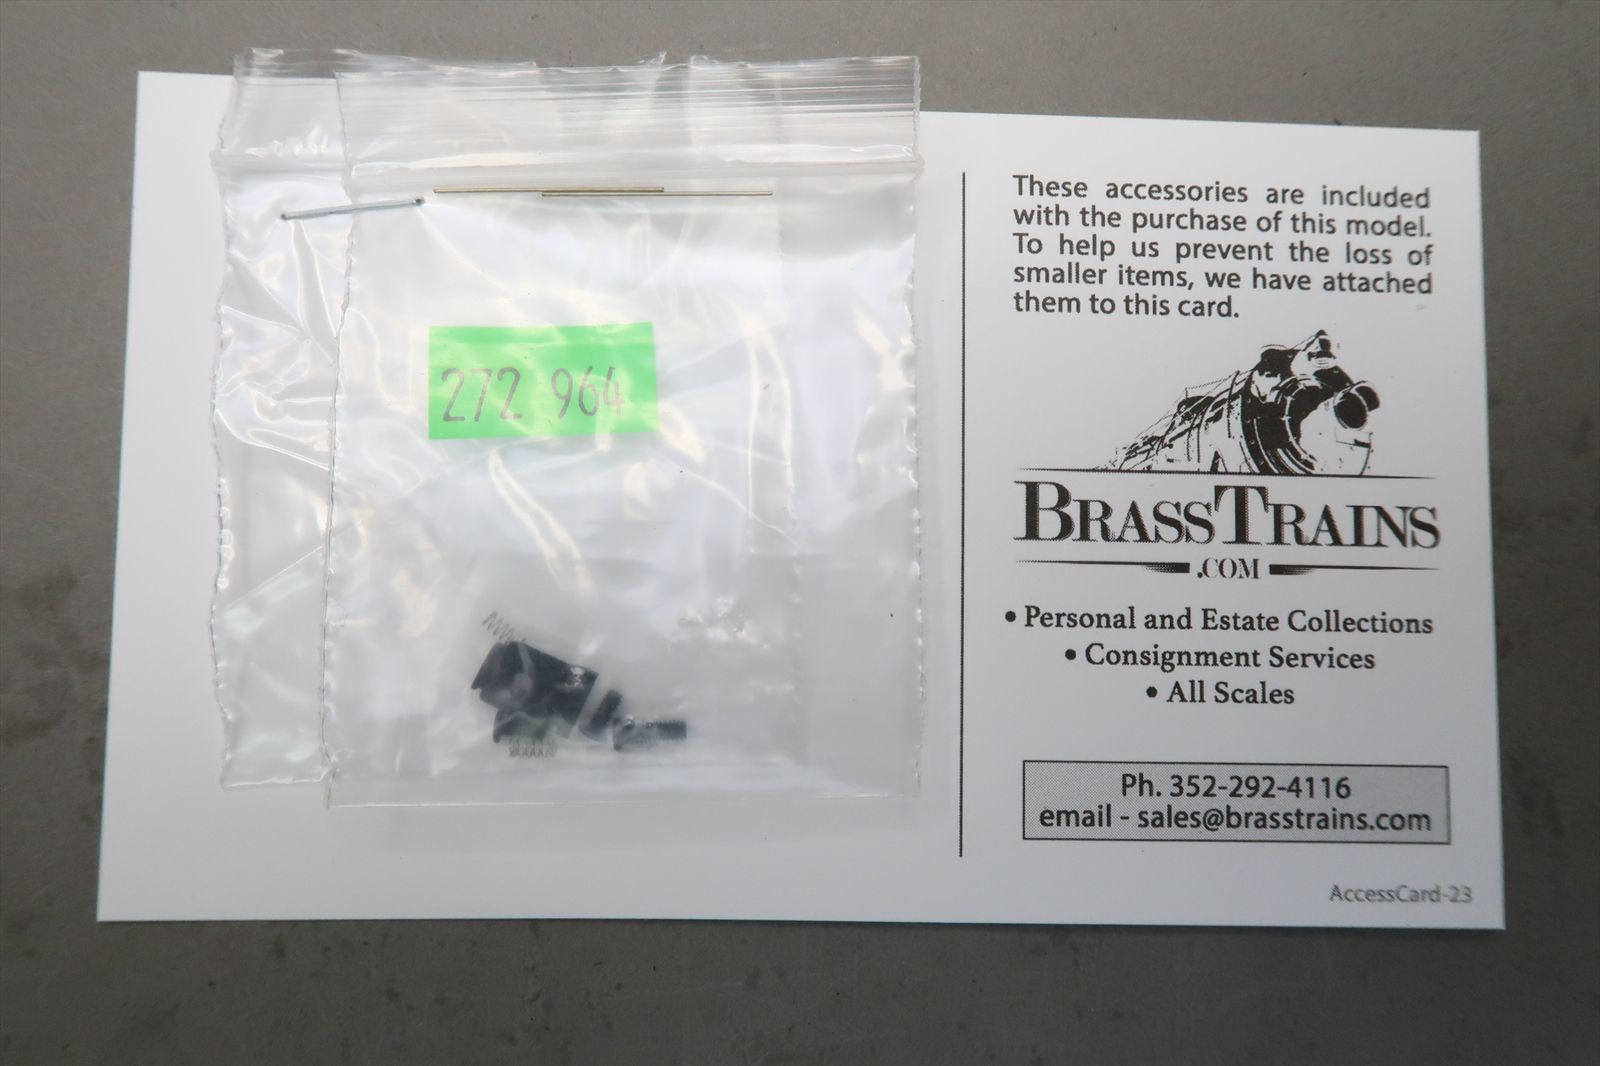 272 964
These accessories are included
with the purchase of this model.
To help us prevent the loss of
smaller items, we have attached
them to this card.
BRASSTRAINS
.COM
• Personal and Estate Collections
• Consignment Services
• All Scales
Ph. 352-292-4116
email - sales@brasstrains.com
AccessCard-23